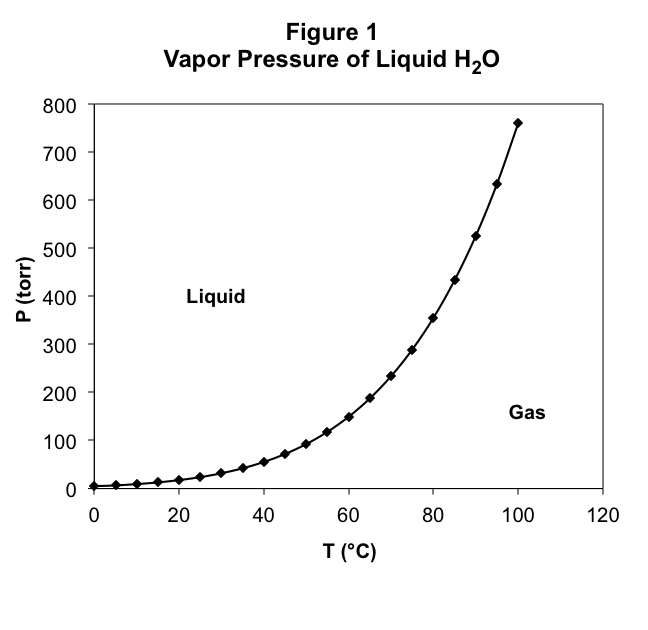 Figure 1
Vapor Pressure of Liquid H₂O
800
700
600
500
400
300
200
100
0
P (torr)
Liquid
Gas
0 20 40 60 80 100 120
T (°C)